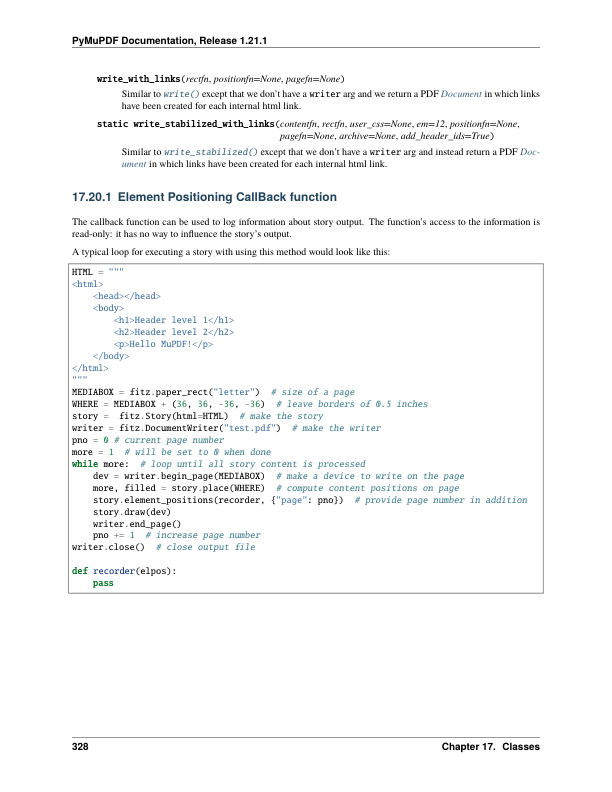 PyMuPDF Documentation, Release 1.21.1
write_with_links(rectfn, positionfn=None, pagefn=None)
Similar to write() except that we don't have a writer arg and we return a PDF Document in which links
have been created for each internal html link.
static write_stabilized_with_links(contentfn, rectfn, user_css=None, em=12, positionfn=None,
pagefn=None, archive=None, add_header_ids=True)
Similar to write_stabilized() except that we don't have a writer arg and instead return a PDF Doc-
ument in which links have been created for each internal html link.
17.20.1 Element Positioning CallBack function
The callback function can be used to log information about story output. The function's access to the information is
read-only: it has no way to influence the story's output.
A typical loop for executing a story with using this method would look like this:
HTML = """
<html>
    <head></head>
    <body>
        <h1>Header level 1</h1>
        <h2>Header level 2</h2>
        <p>Hello MuPDF!</p>
    </body>
</html>
"""
MEDIABOX = fitz.paper_rect("letter")  # size of a page
WHERE = MEDIABOX + (36, 36, -36, -36)  # leave borders of 0.5 inches
story =  fitz.Story(html=HTML)  # make the story
writer = fitz.DocumentWriter("test.pdf")  # make the writer
pno = 0 # current page number
more = 1  # will be set to 0 when done
while more:  # loop until all story content is processed
    dev = writer.begin_page(MEDIABOX)  # make a device to write on the page
    more, filled = story.place(WHERE)  # compute content positions on page
    story.element_positions(recorder, {"page": pno})  # provide page number in addition
    story.draw(dev)
    writer.end_page()
    pno += 1  # increase page number
writer.close()  # close output file
def recorder(elpos):
    pass
328
Chapter 17. Classes